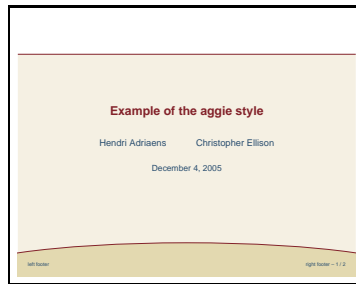 Example of the aggie style
Hendri Adriaens Christopher Ellison
December 4, 2005
left footer right footer – 1 / 2